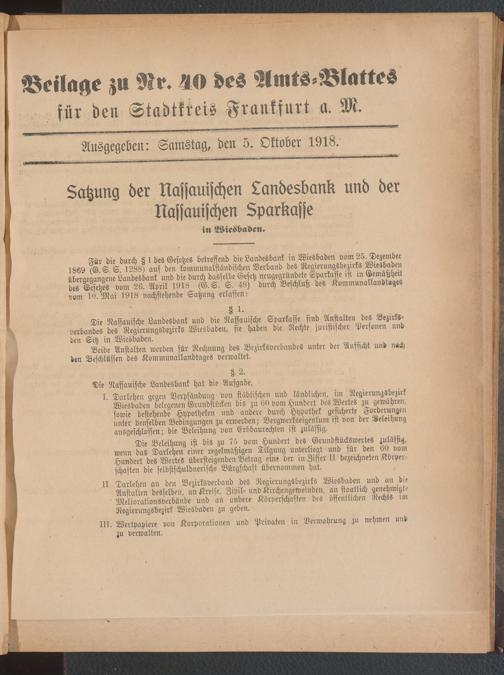 Beilage zu Nr. 40 des Amts-Blattes
für den Stadtkreis Frankfurt a. M.
Ausgegeben: Samstag, den 5. Oktober 1918.
Satzung der Nassauischen Landesbank und der
Nassauischen Sparkasse
in Wiesbaden.
Für die durch § 1 des Gesetzes betreffend die Landesbank in Wiesbaden vom 25. Dezember
1869 (G. S. S. 1288) auf den kommunalständischen Verband des Regierungsbezirks Wiesbaden
übergegangene Landesbank und die durch dasselbe Gesetz neugegründete Sparkasse ist in Gemäßheit
des Gesetzes vom 26. April 1918 (G. S. S. 48) durch Beschluß des Kommunallandtages
vom 10. Mai 1918 nachstehende Satzung erlassen:
§ 1.
Die Nassauische Landesbank und die Nassauische Sparkasse sind Anstalten des Bezirks-
verbandes des Regierungsbezirks Wiesbaden, sie haben die Rechte juristischer Personen und
den Sitz in Wiesbaden.
Beide Anstalten werden für Rechnung des Bezirksverbandes unter der Aufsicht und nach
den Beschlüssen des Kommunallandtages verwaltet.
§ 2.
Die Nassauische Landesbank hat die Aufgabe,
I. Darlehen gegen Verpfändung von städtischen und ländlichen, im Regierungsbezirk
Wiesbaden belegenen Grundstücken bis zu 60 vom Hundert des Wertes zu gewähren,
sowie bestehende Hypotheken und andere durch Hypothek gesicherte Forderungen
unter denselben Bedingungen zu erwerben; Bergwerkseigentum ist von der Beleihung
ausgeschlossen; die Beleihung von Erbbaurechten ist zulässig.
Die Beleihung ist bis zu 75 vom Hundert des Grundstückswertes zulässig,
wenn das Darlehen einer regelmäßigen Tilgung unterliegt und für den 60 vom
Hundert des Wertes übersteigenden Betrag eine der in Ziffer II bezeichneten Körper-
schaften die selbstschuldnerische Bürgschaft übernommen hat.
II. Darlehen an den Bezirksverband des Regierungsbezirks Wiesbaden und an die
Anstalten desselben, an Kreise, Zivil- und Kirchengemeinden, an staatlich genehmigte
Meliorationsverbände und an andere Körperschaften des öffentlichen Rechts im
Regierungsbezirk Wiesbaden zu geben.
III. Wertpapiere von Korporationen und Privaten in Verwahrung zu nehmen und
zu verwalten.